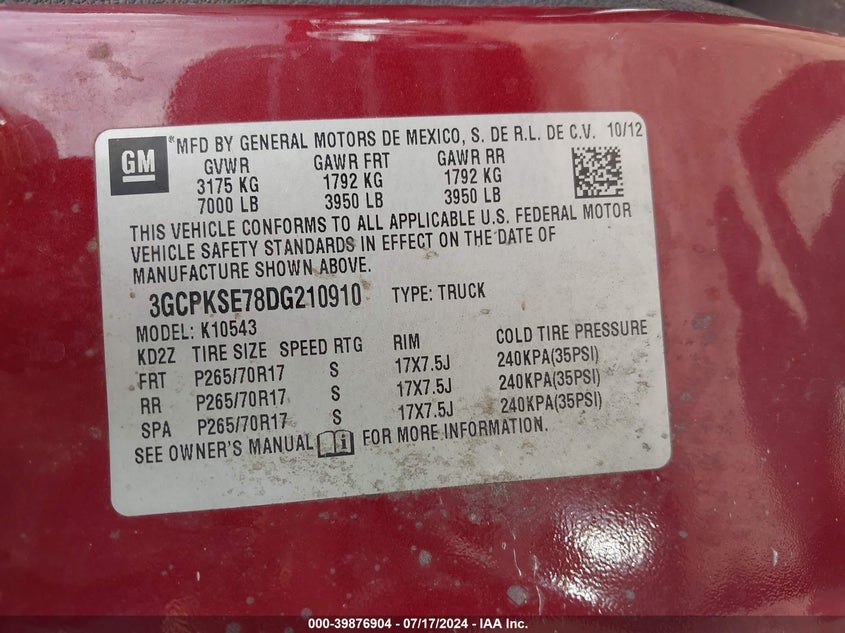 GM
®MFD BY GENERAL MOTORS DE MEXICO, S. DE R.L. DE C.V. 10/12
GVWR GAWR FRT GAWR RR
3175 KG 1792 KG 1792 KG
7000 LB 3950 LB 3950 LB
THIS VEHICLE CONFORMS TO ALL APPLICABLE U.S. FEDERAL MOTOR
VEHICLE SAFETY STANDARDS IN EFFECT ON THE DATE OF
MANUFACTURE SHOWN ABOVE.
3GCPKSE78DG210910 TYPE: TRUCK
MODEL: K10543
KD2Z TIRE SIZE SPEED RTG RIM COLD TIRE PRESSURE
FRT P265/70R17 S 17X7.5J 240KPA(35PSI)
RR P265/70R17 S 17X7.5J 240KPA(35PSI)
SPA P265/70R17 S 17X7.5J 240KPA(35PSI)
SEE OWNER'S MANUAL i FOR MORE INFORMATION.
000-39876904 - 07/17/2024 - IAA Inc.